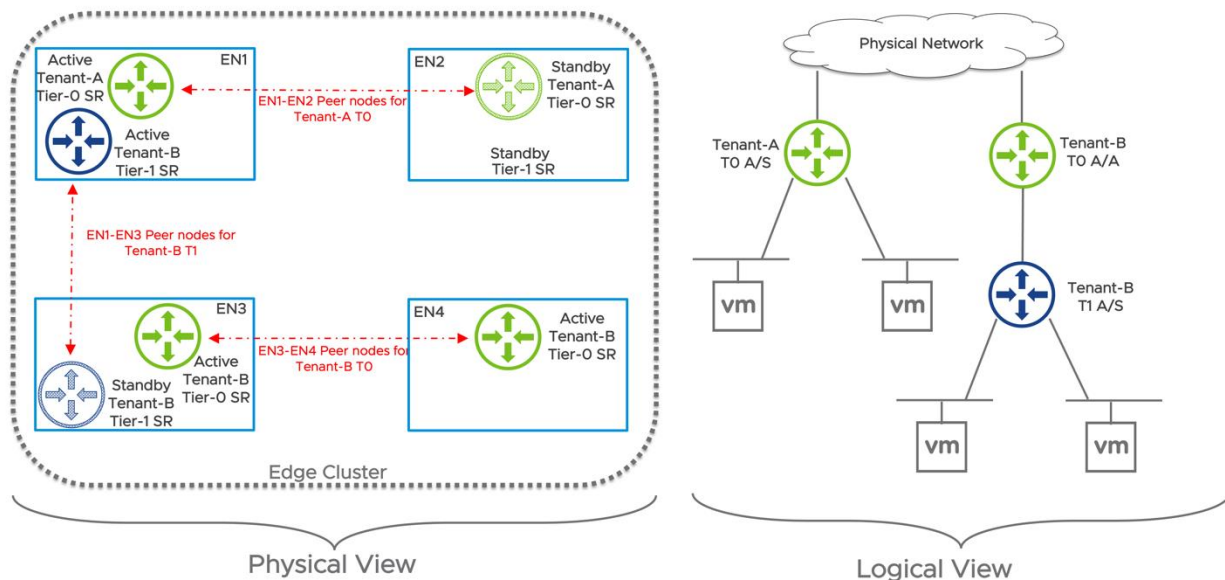 EN1
Active
Tenant-A
Tier-0 SR
Active
Tenant-B
Tier-1 SR
EN1-EN2 Peer nodes for
Tenant-A T0
EN2
Standby
Tenant-A
Tier-0 SR
Standby
Tier-1 SR
EN1-EN3 Peer nodes for
Tenant-B T1
EN3
Active
Tenant-B
Tier-0 SR
Standby
Tenant-B
Tier-1 SR
EN3-EN4 Peer nodes for
Tenant-B T0
EN4
Active
Tenant-B
Tier-0 SR
Edge Cluster
Physical View
Physical Network
Tenant-A
T0 A/S
Tenant-B
T0 A/A
vm
vm
Tenant-B
T1 A/S
vm
vm
Logical View